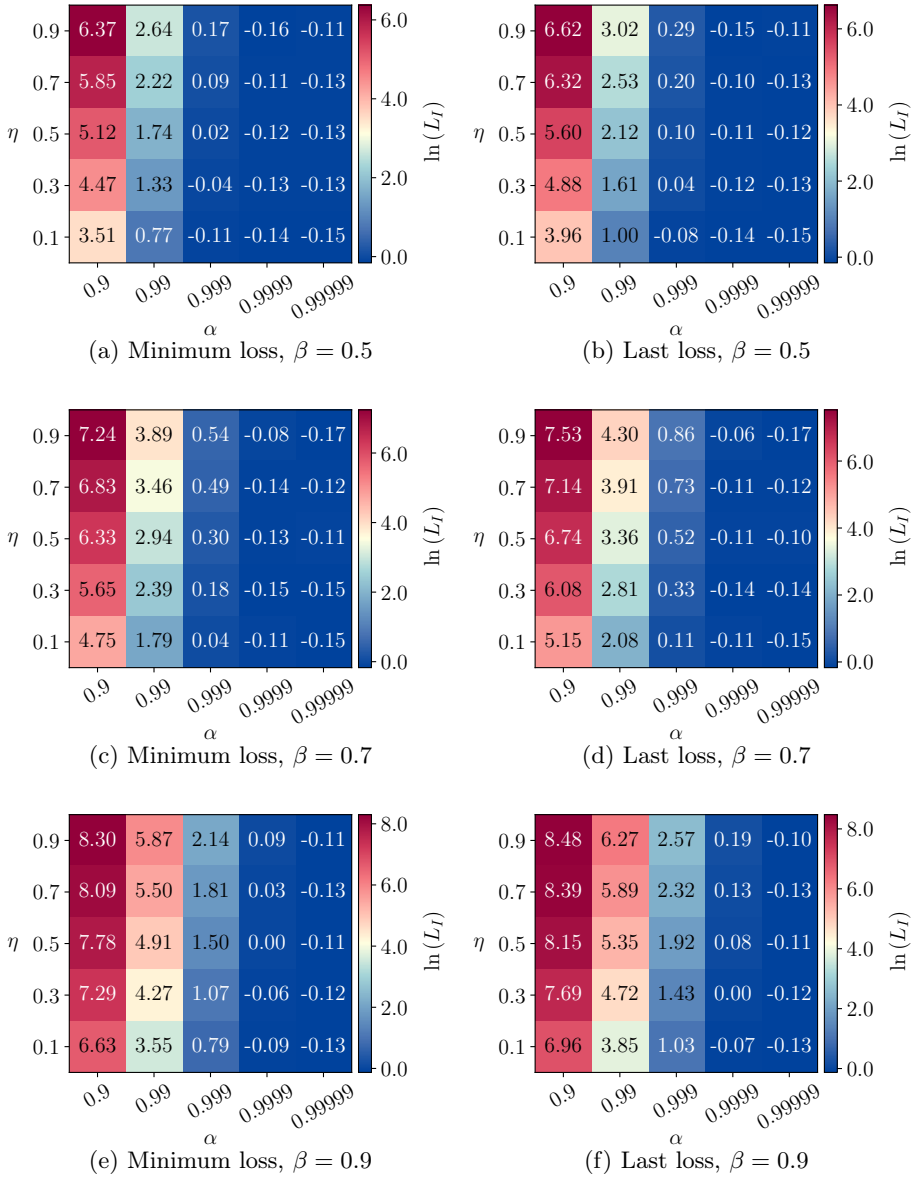 0.9 6.37 2.64 0.17 -0.16 -0.11
0.7 5.85 2.22 0.09 -0.11 -0.13
η 0.5 5.12 1.74 0.02 -0.12 -0.13
0.3 4.47 1.33 -0.04 -0.13 -0.13
0.1 3.51 0.77 -0.11 -0.14 -0.15
0.9 0.99 0.999 0.9999 0.99999
α
6.0
4.0
2.0
0.0
ln (L_I)
(a) Minimum loss, β = 0.5
0.9 6.62 3.02 0.29 -0.15 -0.11
0.7 6.32 2.53 0.20 -0.10 -0.13
η 0.5 5.60 2.12 0.10 -0.11 -0.12
0.3 4.88 1.61 0.04 -0.12 -0.13
0.1 3.96 1.00 -0.08 -0.14 -0.15
0.9 0.99 0.999 0.9999 0.99999
α
6.0
4.0
2.0
0.0
ln (L_I)
(b) Last loss, β = 0.5
0.9 7.24 3.89 0.54 -0.08 -0.17
0.7 6.83 3.46 0.49 -0.14 -0.12
η 0.5 6.33 2.94 0.30 -0.13 -0.11
0.3 5.65 2.39 0.18 -0.15 -0.15
0.1 4.75 1.79 0.04 -0.11 -0.15
0.9 0.99 0.999 0.9999 0.99999
α
6.0
4.0
2.0
0.0
ln (L_I)
(c) Minimum loss, β = 0.7
0.9 7.53 4.30 0.86 -0.06 -0.17
0.7 7.14 3.91 0.73 -0.11 -0.12
η 0.5 6.74 3.36 0.52 -0.11 -0.10
0.3 6.08 2.81 0.33 -0.14 -0.14
0.1 5.15 2.08 0.11 -0.11 -0.15
0.9 0.99 0.999 0.9999 0.99999
α
6.0
4.0
2.0
0.0
ln (L_I)
(d) Last loss, β = 0.7
0.9 8.30 5.87 2.14 0.09 -0.11
0.7 8.09 5.50 1.81 0.03 -0.13
η 0.5 7.78 4.91 1.50 0.00 -0.11
0.3 7.29 4.27 1.07 -0.06 -0.12
0.1 6.63 3.55 0.79 -0.09 -0.13
0.9 0.99 0.999 0.9999 0.99999
α
8.0
6.0
4.0
2.0
0.0
ln (L_I)
(e) Minimum loss, β = 0.9
0.9 8.48 6.27 2.57 0.19 -0.10
0.7 8.39 5.89 2.32 0.13 -0.13
η 0.5 8.15 5.35 1.92 0.08 -0.11
0.3 7.69 4.72 1.43 0.00 -0.12
0.1 6.96 3.85 1.03 -0.07 -0.13
0.9 0.99 0.999 0.9999 0.99999
α
8.0
6.0
4.0
2.0
0.0
ln (L_I)
(f) Last loss, β = 0.9